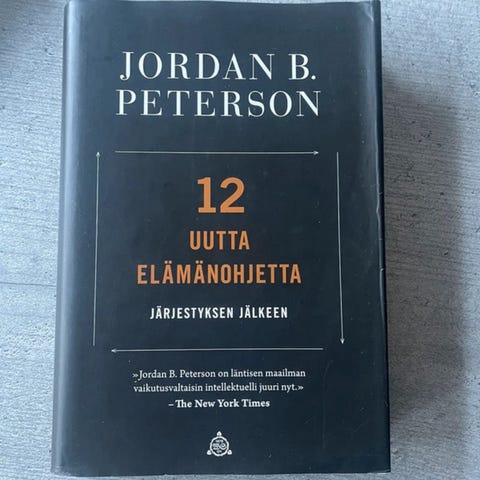 JORDAN B.
PETERSON
12
UUTTA
ELÄMÄNOHJETTA
JÄRJESTYKSEN JÄLKEEN
»Jordan B. Peterson on läntisen maailman
vaikutusvaltaisin intellektuelli juuri nyt.»
– The New York Times